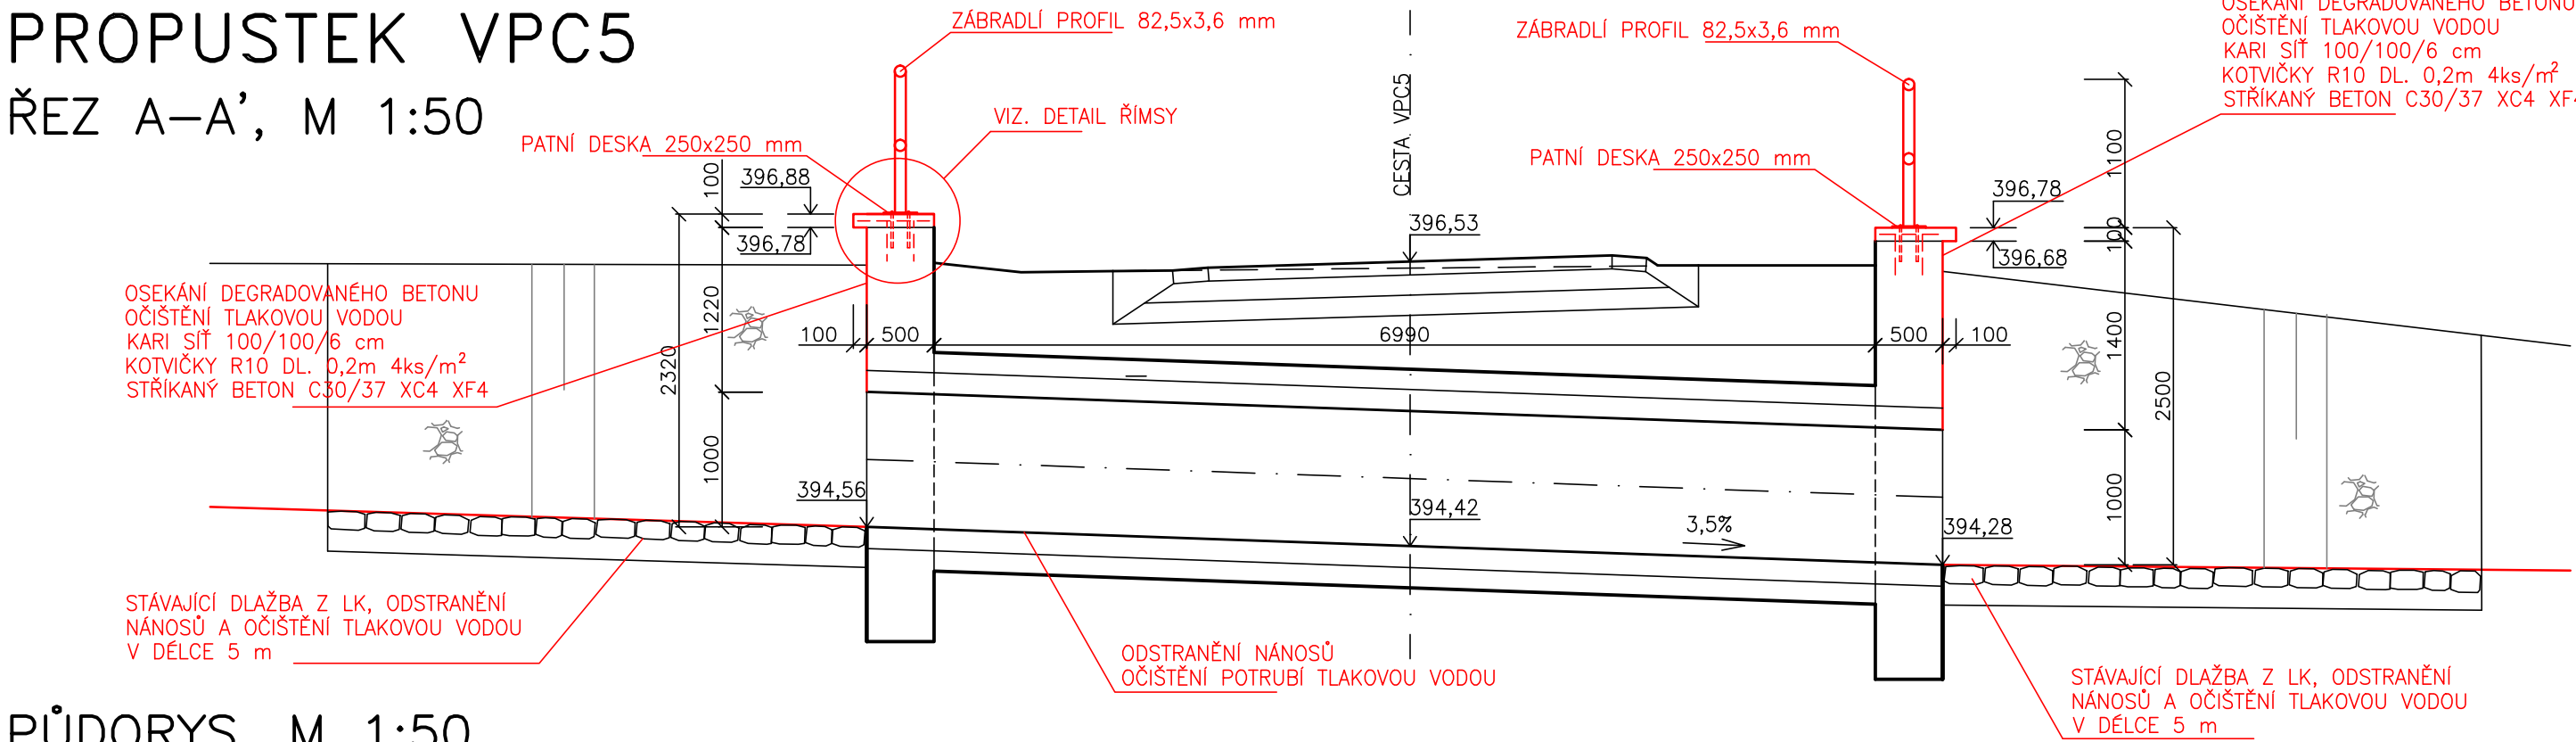 PROPUSTEK VPC5
ŘEZ A-A', M 1:50
ZÁBRADLÍ PROFIL 82,5x3,6 mm
VIZ. DETAIL ŘÍMSY
PATNÍ DESKA 250x250 mm
CESTA VPC5
ZÁBRADLÍ PROFIL 82,5x3,6 mm
PATNÍ DESKA 250x250 mm
OSEKÁNÍ DEGRADOVANÉHO BETONU
OČIŠTĚNÍ TLAKOVOU VODOU
KARI SÍŤ 100/100/6 cm
KOTVIČKY R10 DL. 0,2m 4ks/m²
STŘÍKANÝ BETON C30/37 XC4 XF4
100
396,88
396,78
1220
2320
1000
OSEKÁNÍ DEGRADOVANÉHO BETONU
OČIŠTĚNÍ TLAKOVOU VODOU
KARI SÍŤ 100/100/6 cm
KOTVIČKY R10 DL. 0,2m 4ks/m²
STŘÍKANÝ BETON C30/37 XC4 XF4
100 500 6990 500 100
396,53
396,78
396,68
1100
100
1400
2500
1000
394,56
394,42
3,5%
394,28
STÁVAJÍCÍ DLAŽBA Z LK, ODSTRANĚNÍ
NÁNOSŮ A OČIŠTĚNÍ TLAKOVOU VODOU
V DÉLCE 5 m
ODSTRANĚNÍ NÁNOSŮ
OČIŠTĚNÍ POTRUBÍ TLAKOVOU VODOU
STÁVAJÍCÍ DLAŽBA Z LK, ODSTRANĚNÍ
NÁNOSŮ A OČIŠTĚNÍ TLAKOVOU VODOU
V DÉLCE 5 m
PŮDORYS, M 1:50